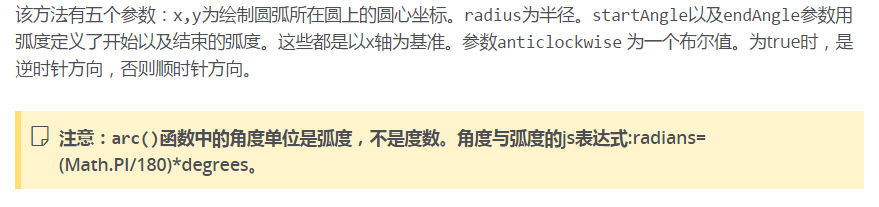 该方法有五个参数：x,y为绘制圆弧所在圆上的圆心坐标。radius为半径。startAngle以及endAngle参数用
弧度定义了开始以及结束的弧度。这些都是以x轴为基准。参数anticlockwise 为一个布尔值。为true时，是
逆时针方向，否则顺时针方向。
注意：arc()函数中的角度单位是弧度，不是度数。角度与弧度的js表达式:radians=
(Math.PI/180)*degrees。